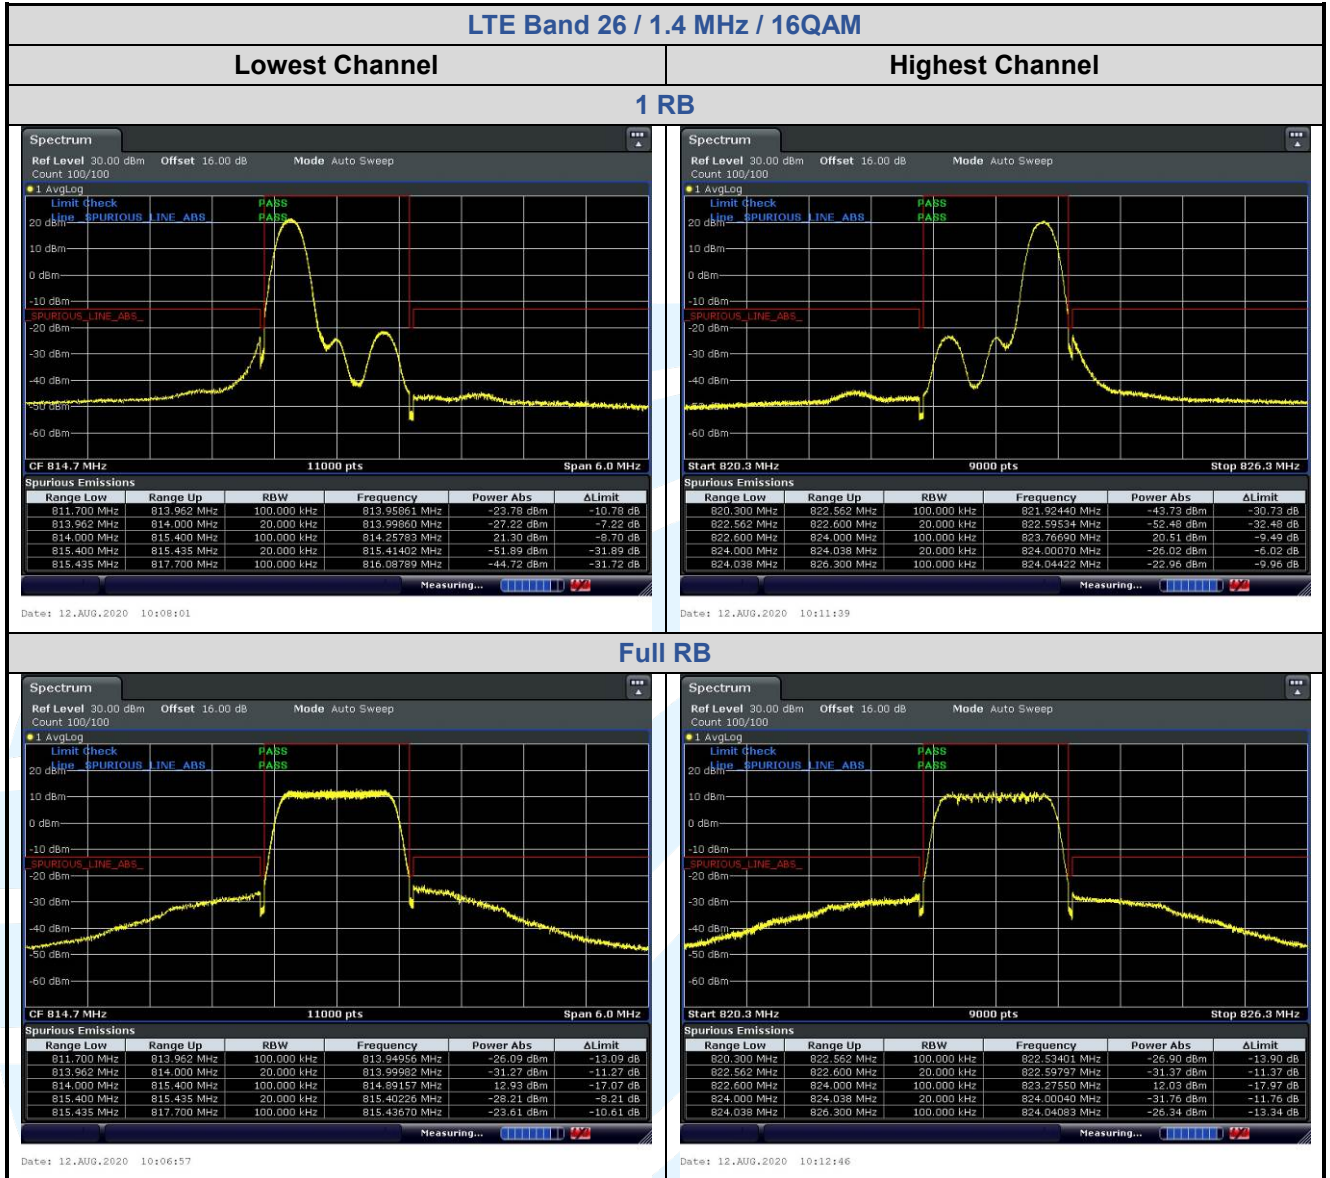 LTE Band 26 / 1.4 MHz / 16QAM
Lowest Channel Highest Channel
1 RB
Spectrum
Ref Level 30.00 dBm Offset 16.00 dB Mode Auto Sweep
Count 100/100
1 AvgLog
Limit Check PASS
Line _SPURIOUS_LINE_ABS_ PASS
20 dBm
10 dBm
0 dBm
-10 dBm
_SPURIOUS_LINE_ABS_
-20 dBm
-30 dBm
-40 dBm
-50 dBm
-60 dBm
CF 814.7 MHz 11000 pts Span 6.0 MHz
Spurious Emissions
Range Low Range Up RBW Frequency Power Abs ΔLimit
811.700 MHz 813.962 MHz 100.000 kHz 813.95861 MHz -23.78 dBm -10.78 dB
813.962 MHz 814.000 MHz 20.000 kHz 813.99860 MHz -27.22 dBm -7.22 dB
814.000 MHz 815.400 MHz 100.000 kHz 814.25783 MHz 21.30 dBm -8.70 dB
815.400 MHz 815.435 MHz 20.000 kHz 815.41402 MHz -51.89 dBm -31.89 dB
815.435 MHz 817.700 MHz 100.000 kHz 816.08789 MHz -44.72 dBm -31.72 dB
Measuring...
Date: 12.AUG.2020 10:08:01
Spectrum
Ref Level 30.00 dBm Offset 16.00 dB Mode Auto Sweep
Count 100/100
1 AvgLog
Limit Check PASS
Line _SPURIOUS_LINE_ABS_ PASS
20 dBm
10 dBm
0 dBm
-10 dBm
_SPURIOUS_LINE_ABS_
-20 dBm
-30 dBm
-40 dBm
-50 dBm
-60 dBm
Start 820.3 MHz 9000 pts Stop 826.3 MHz
Spurious Emissions
Range Low Range Up RBW Frequency Power Abs ΔLimit
820.300 MHz 822.562 MHz 100.000 kHz 821.92440 MHz -43.73 dBm -30.73 dB
822.562 MHz 822.600 MHz 20.000 kHz 822.59534 MHz -52.48 dBm -32.48 dB
822.600 MHz 824.000 MHz 100.000 kHz 823.76690 MHz 20.51 dBm -9.49 dB
824.000 MHz 824.038 MHz 20.000 kHz 824.00070 MHz -26.02 dBm -6.02 dB
824.038 MHz 826.300 MHz 100.000 kHz 824.04422 MHz -22.96 dBm -9.96 dB
Measuring...
Date: 12.AUG.2020 10:11:39
Full RB
Spectrum
Ref Level 30.00 dBm Offset 16.00 dB Mode Auto Sweep
Count 100/100
1 AvgLog
Limit Check PASS
Line _SPURIOUS_LINE_ABS_ PASS
20 dBm
10 dBm
0 dBm
-10 dBm
_SPURIOUS_LINE_ABS_
-20 dBm
-30 dBm
-40 dBm
-50 dBm
-60 dBm
CF 814.7 MHz 11000 pts Span 6.0 MHz
Spurious Emissions
Range Low Range Up RBW Frequency Power Abs ΔLimit
811.700 MHz 813.962 MHz 100.000 kHz 813.94956 MHz -26.09 dBm -13.09 dB
813.962 MHz 814.000 MHz 20.000 kHz 813.99982 MHz -31.27 dBm -11.27 dB
814.000 MHz 815.400 MHz 100.000 kHz 814.89157 MHz 12.93 dBm -17.07 dB
815.400 MHz 815.435 MHz 20.000 kHz 815.40226 MHz -28.21 dBm -8.21 dB
815.435 MHz 817.700 MHz 100.000 kHz 815.43670 MHz -23.61 dBm -10.61 dB
Measuring...
Date: 12.AUG.2020 10:06:57
Spectrum
Ref Level 30.00 dBm Offset 16.00 dB Mode Auto Sweep
Count 100/100
1 AvgLog
Limit Check PASS
Line _SPURIOUS_LINE_ABS_ PASS
20 dBm
10 dBm
0 dBm
-10 dBm
_SPURIOUS_LINE_ABS_
-20 dBm
-30 dBm
-40 dBm
-50 dBm
-60 dBm
Start 820.3 MHz 9000 pts Stop 826.3 MHz
Spurious Emissions
Range Low Range Up RBW Frequency Power Abs ΔLimit
820.300 MHz 822.562 MHz 100.000 kHz 822.53401 MHz -26.90 dBm -13.90 dB
822.562 MHz 822.600 MHz 20.000 kHz 822.59797 MHz -31.37 dBm -11.37 dB
822.600 MHz 824.000 MHz 100.000 kHz 823.27550 MHz 12.03 dBm -17.97 dB
824.000 MHz 824.038 MHz 20.000 kHz 824.00040 MHz -31.76 dBm -11.76 dB
824.038 MHz 826.300 MHz 100.000 kHz 824.04083 MHz -26.34 dBm -13.34 dB
Measuring...
Date: 12.AUG.2020 10:12:46